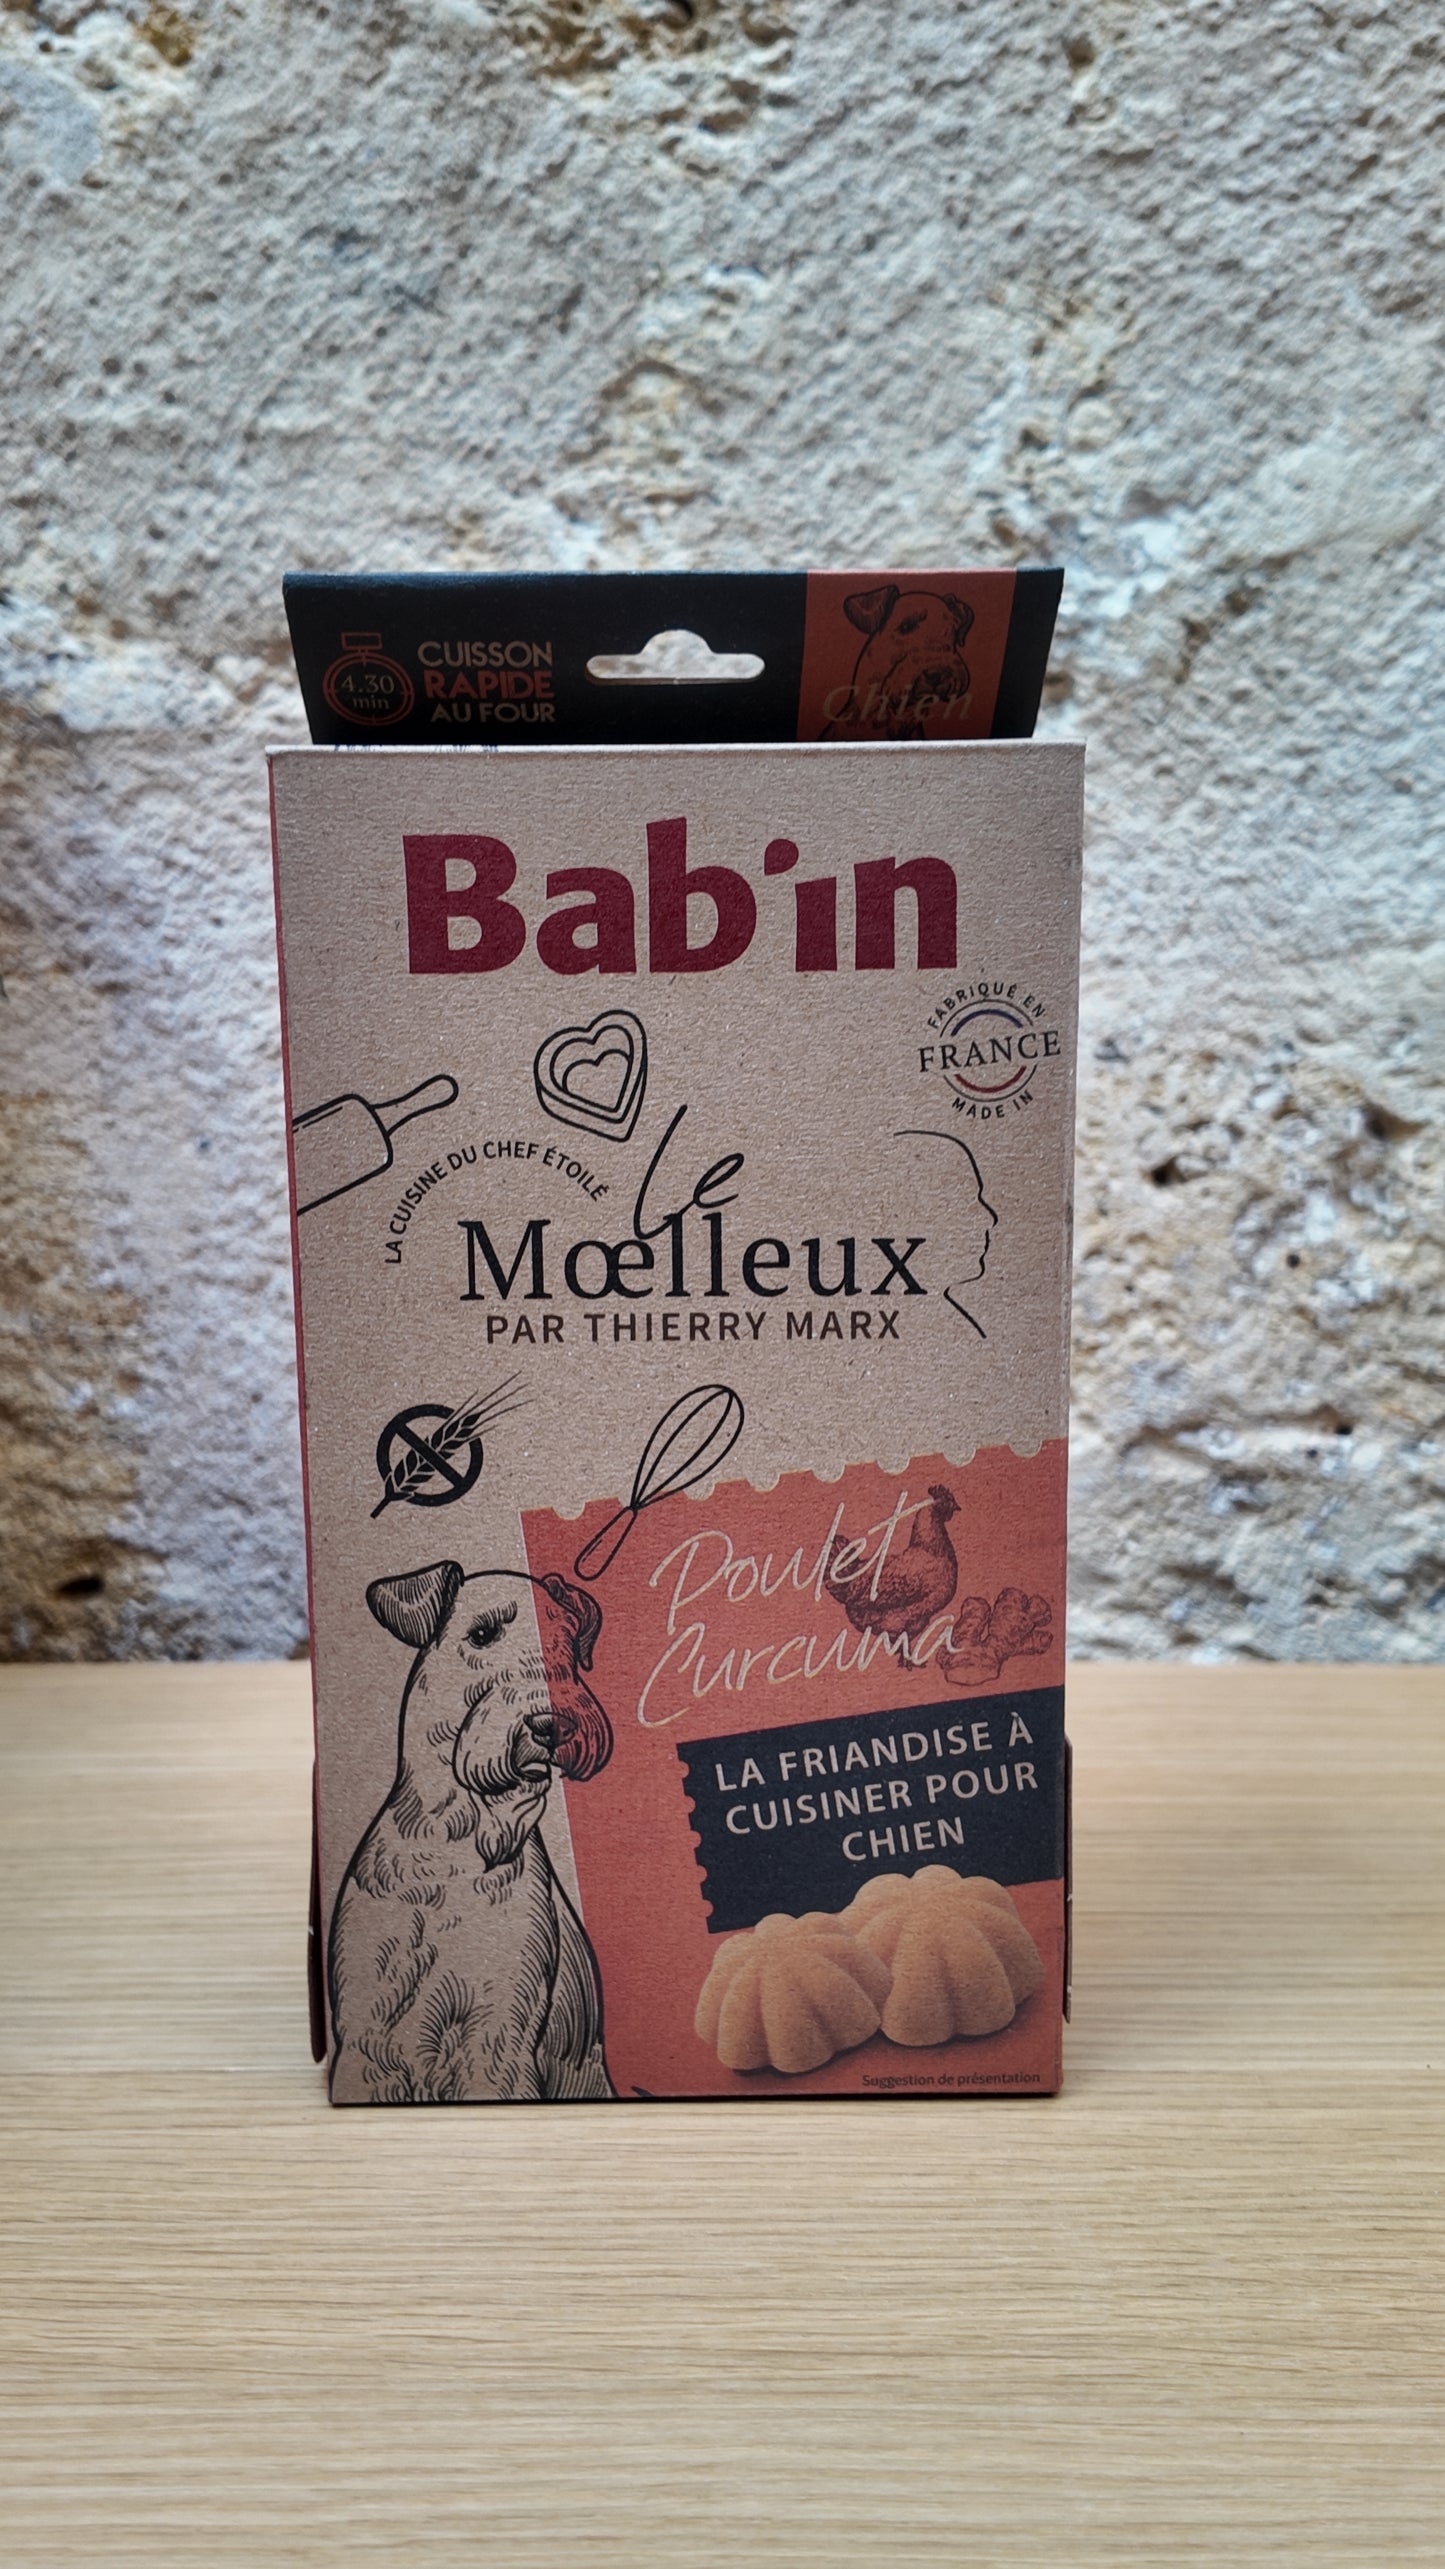 4.30
min
CUISSON
RAPIDE
AU FOUR
Chien
Bab'in
FABRIQUÉ EN
FRANCE
MADE IN
LA CUISINE DU CHEF ÉTOILÉ
Le
Mœlleux
PAR THIERRY MARX
Poulet
Curcuma
LA FRIANDISE À
CUISINER POUR
CHIEN
Suggestion de présentation